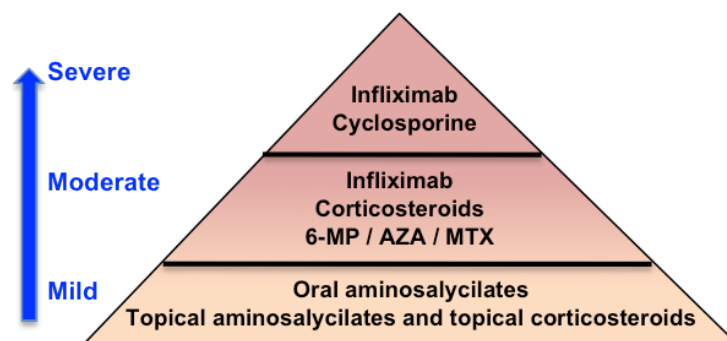 Severe
Infliximab
Cyclosporine
Moderate
Infliximab
Corticosteroids
6-MP / AZA / MTX
Mild
Oral aminosalycilates
Topical aminosalycilates and topical corticosteroids